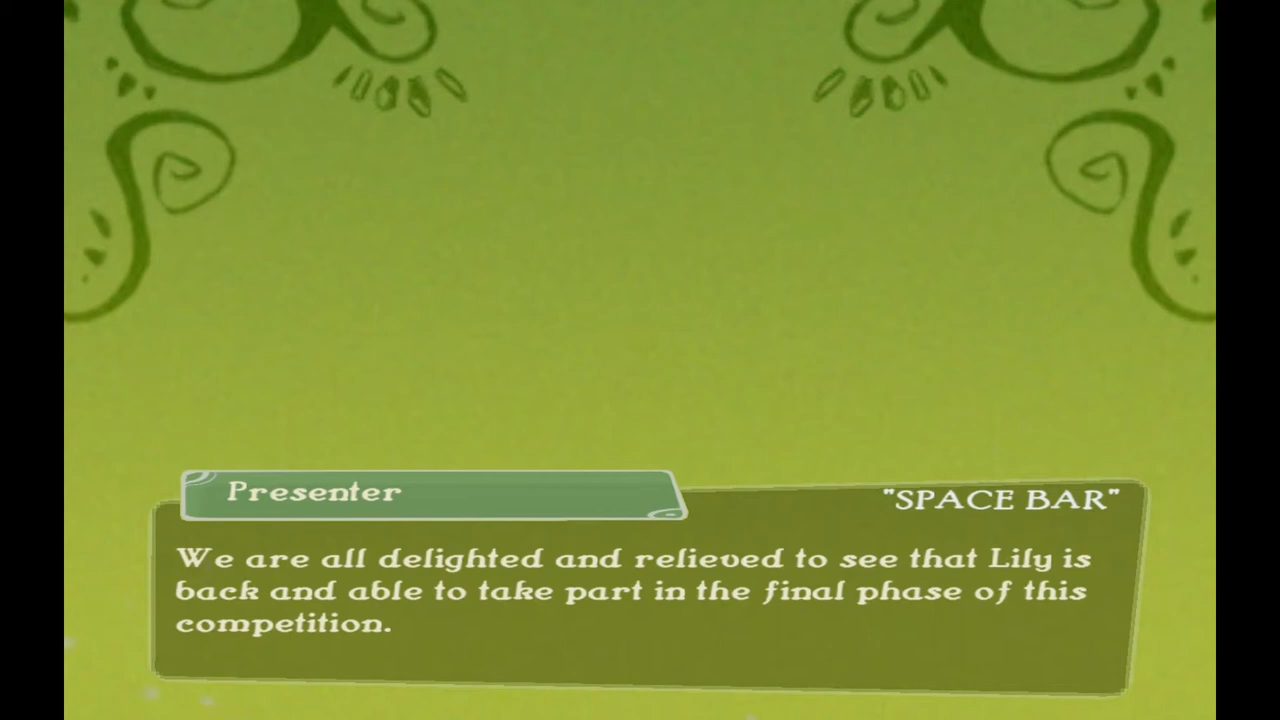 Presenter
"SPACE BAR"
We are all delighted and relieved to see that Lily is
back and able to take part in the final phase of this
competition.